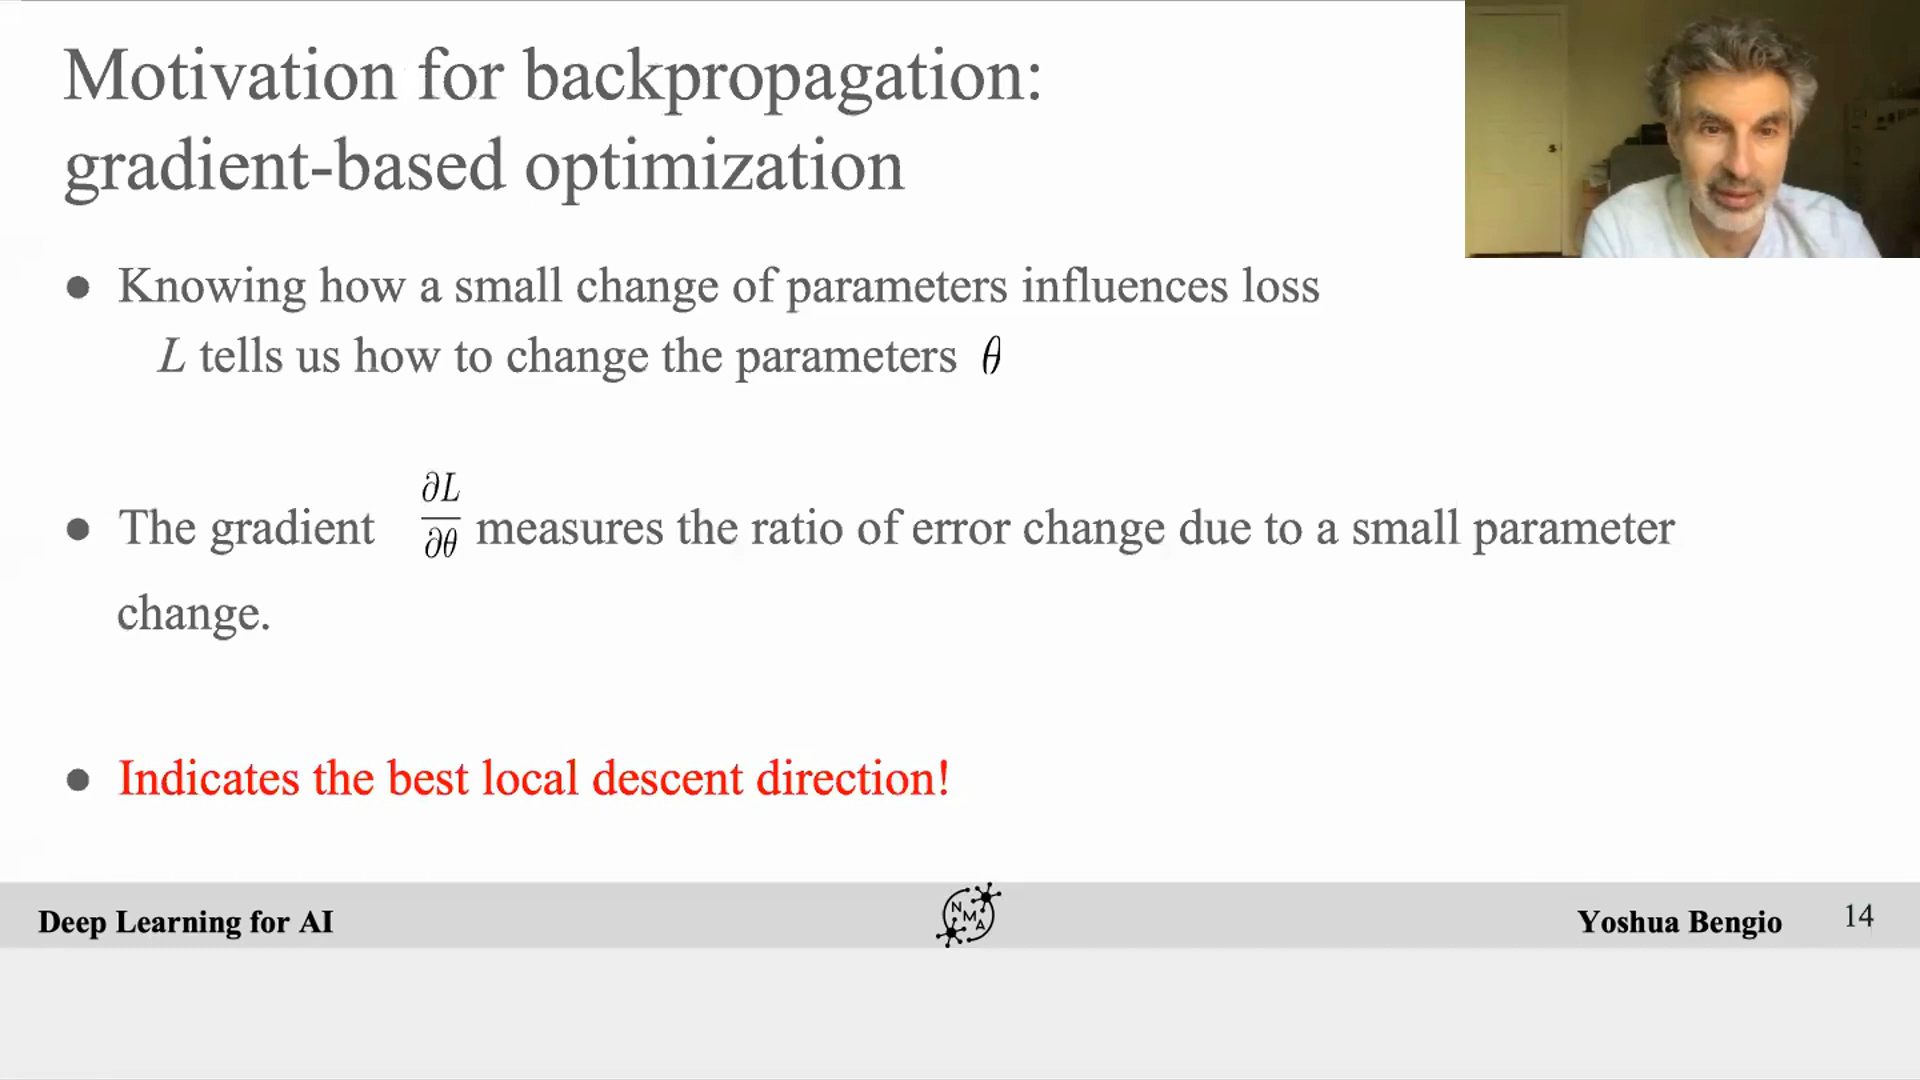 Motivation for backpropagation:
gradient-based optimization
● Knowing how a small change of parameters influences loss
L tells us how to change the parameters θ
● The gradient ∂L/∂θ measures the ratio of error change due to a small parameter
change.
● Indicates the best local descent direction!
Deep Learning for AI
NMA
Yoshua Bengio
14